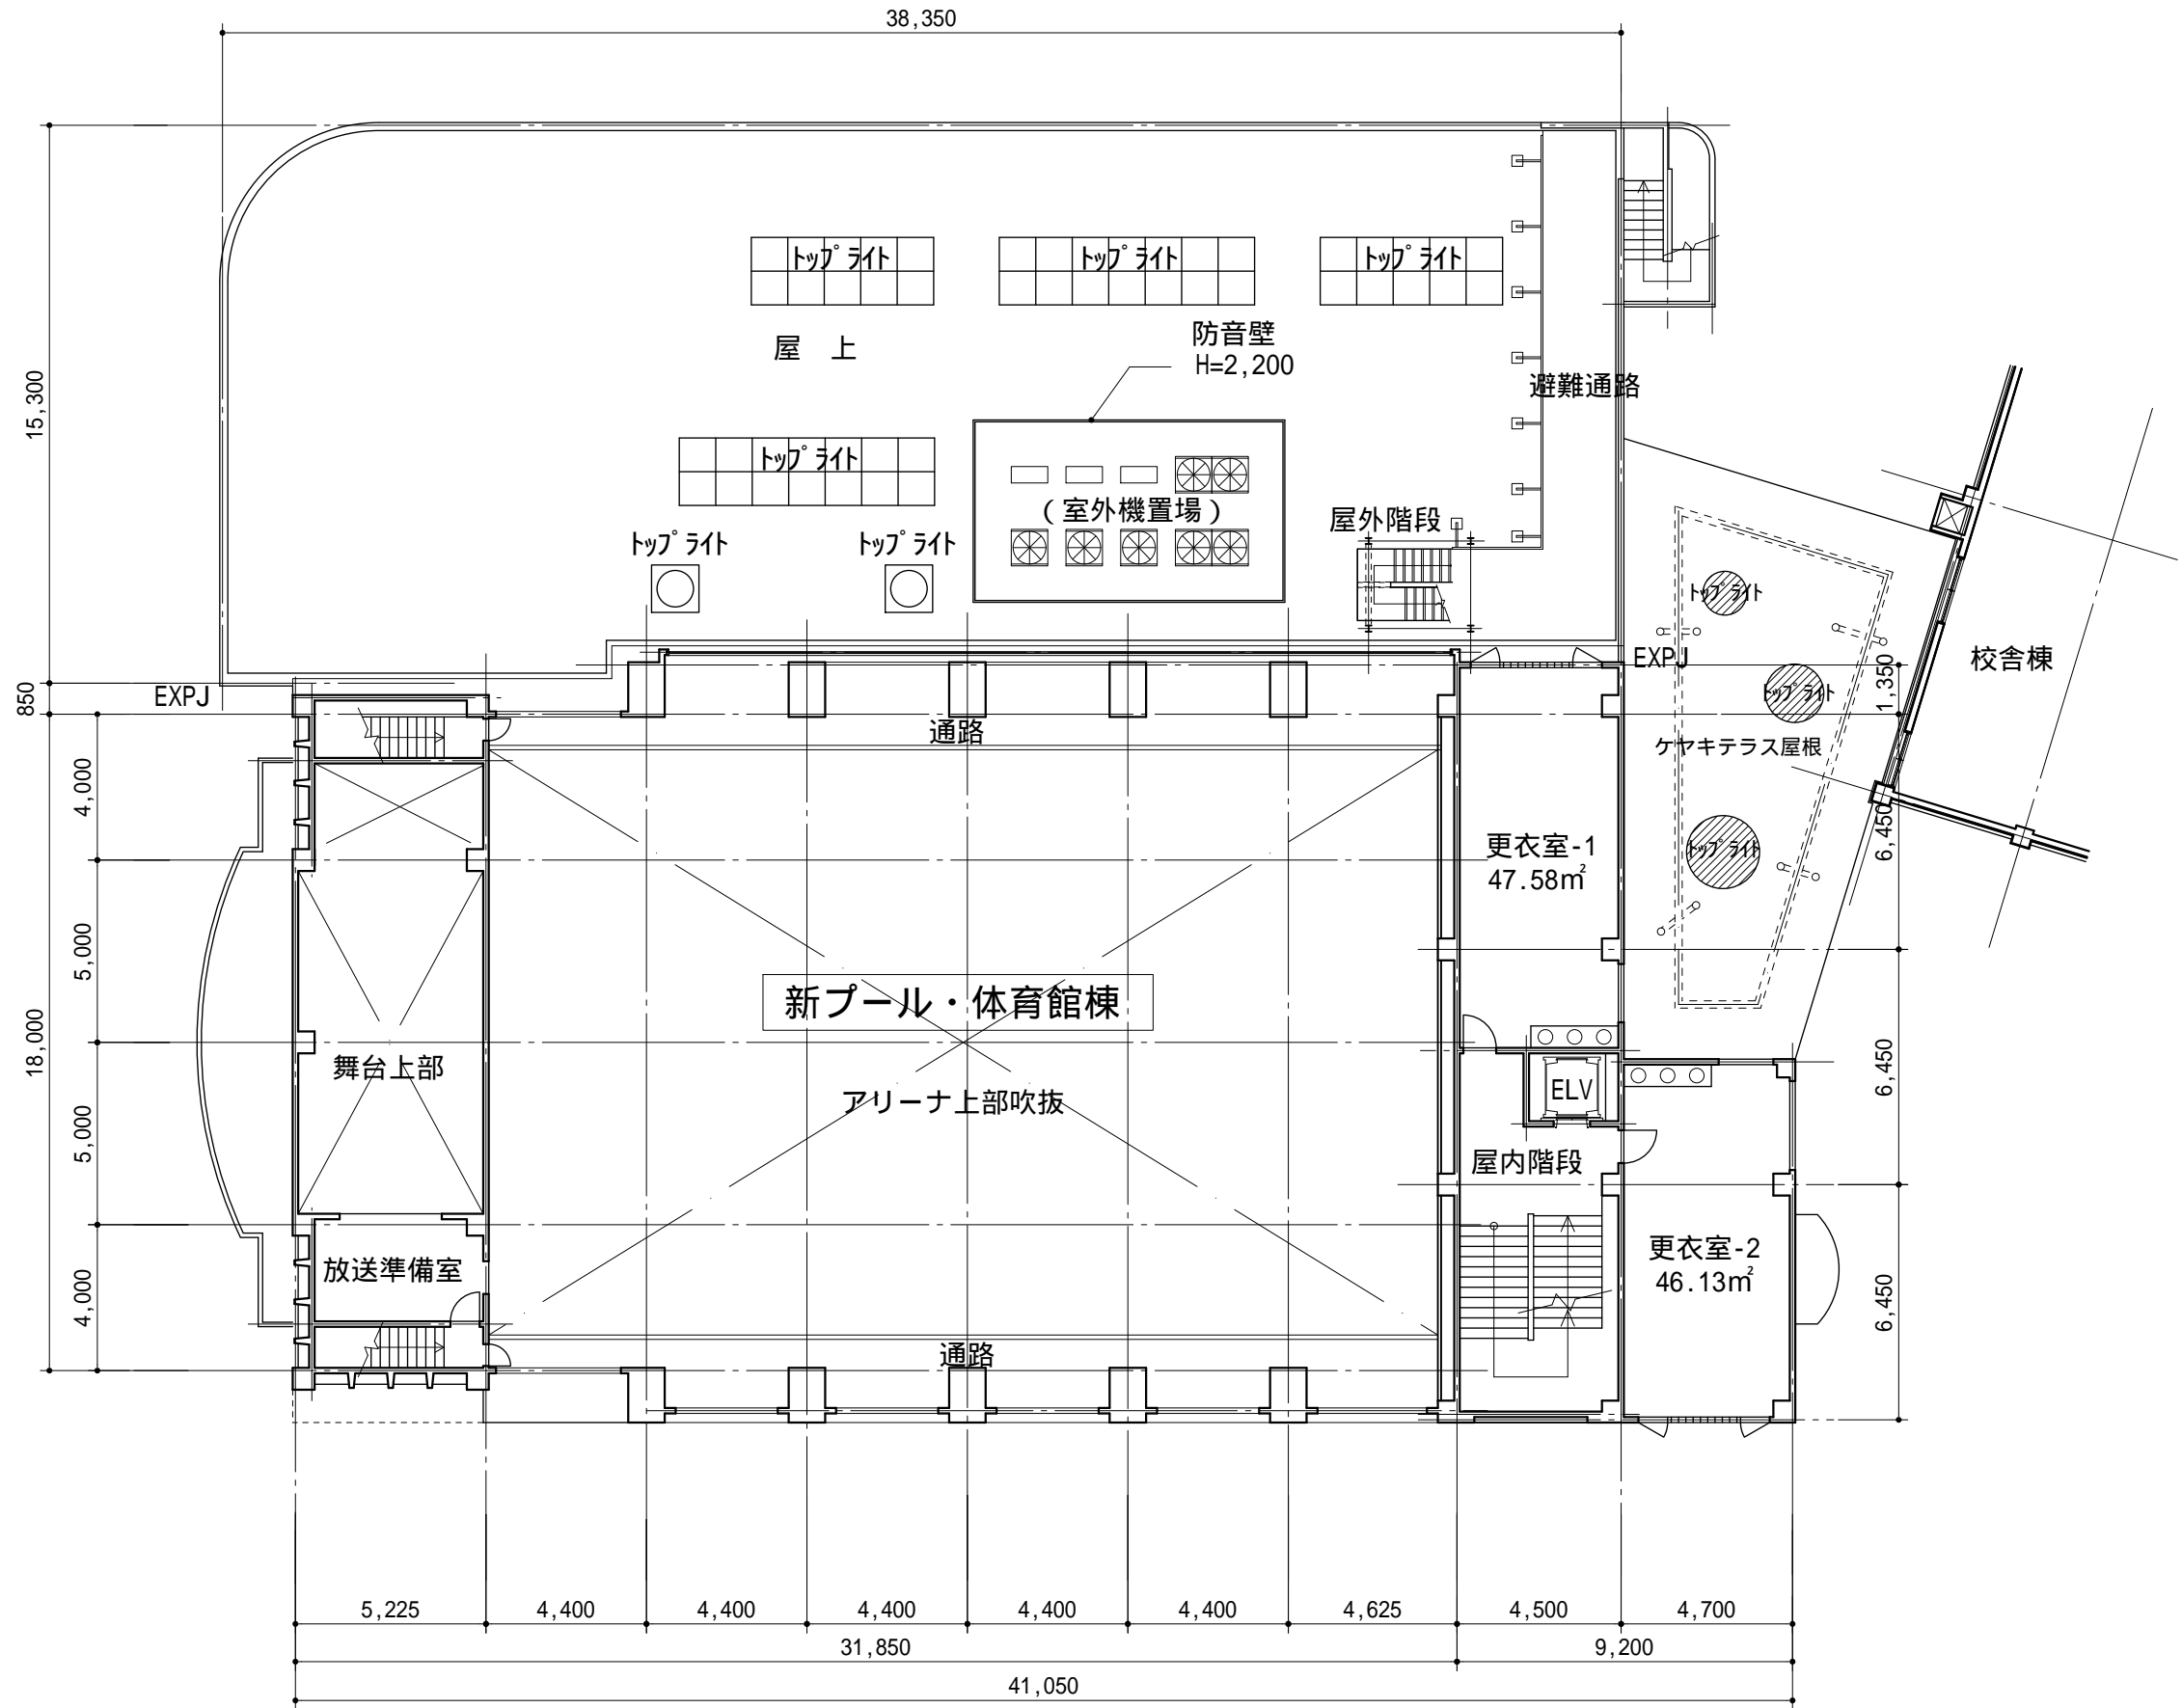 38,350
トップライト
トップライト
トップライト
防音壁
H=2,200
屋　上
避難通路
15,300
トップライト
（室外機置場）
屋外階段
トップライト
トップライト
トップライト
EXPJ
校舎棟
1,350
トップライト
850
EXPJ
通路
ケヤキテラス屋根
4,000
6,450
更衣室-1
47.58㎡
トップライト
5,000
新プール・体育館棟
18,000
舞台上部
6,450
ELV
アリーナ上部吹抜
5,000
屋内階段
更衣室-2
46.13㎡
放送準備室
4,000
6,450
通路
5,225
4,400
4,400
4,400
4,400
4,400
4,625
4,500
4,700
31,850
9,200
41,050